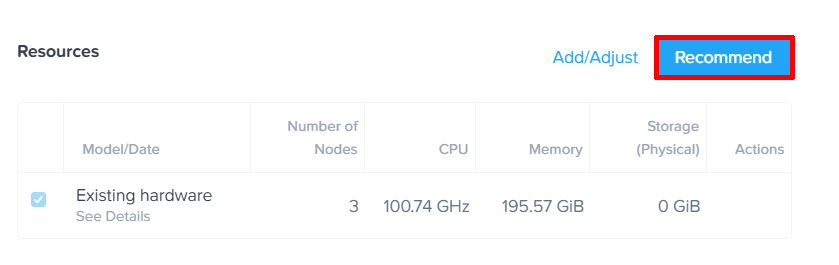 Resources
Add/Adjust Recommend
Number of Storage
Model/Date Nodes CPU Memory (Physical) Actions
Existing hardware 3 100.74 GHz 195.57 GiB 0 GiB
See Details